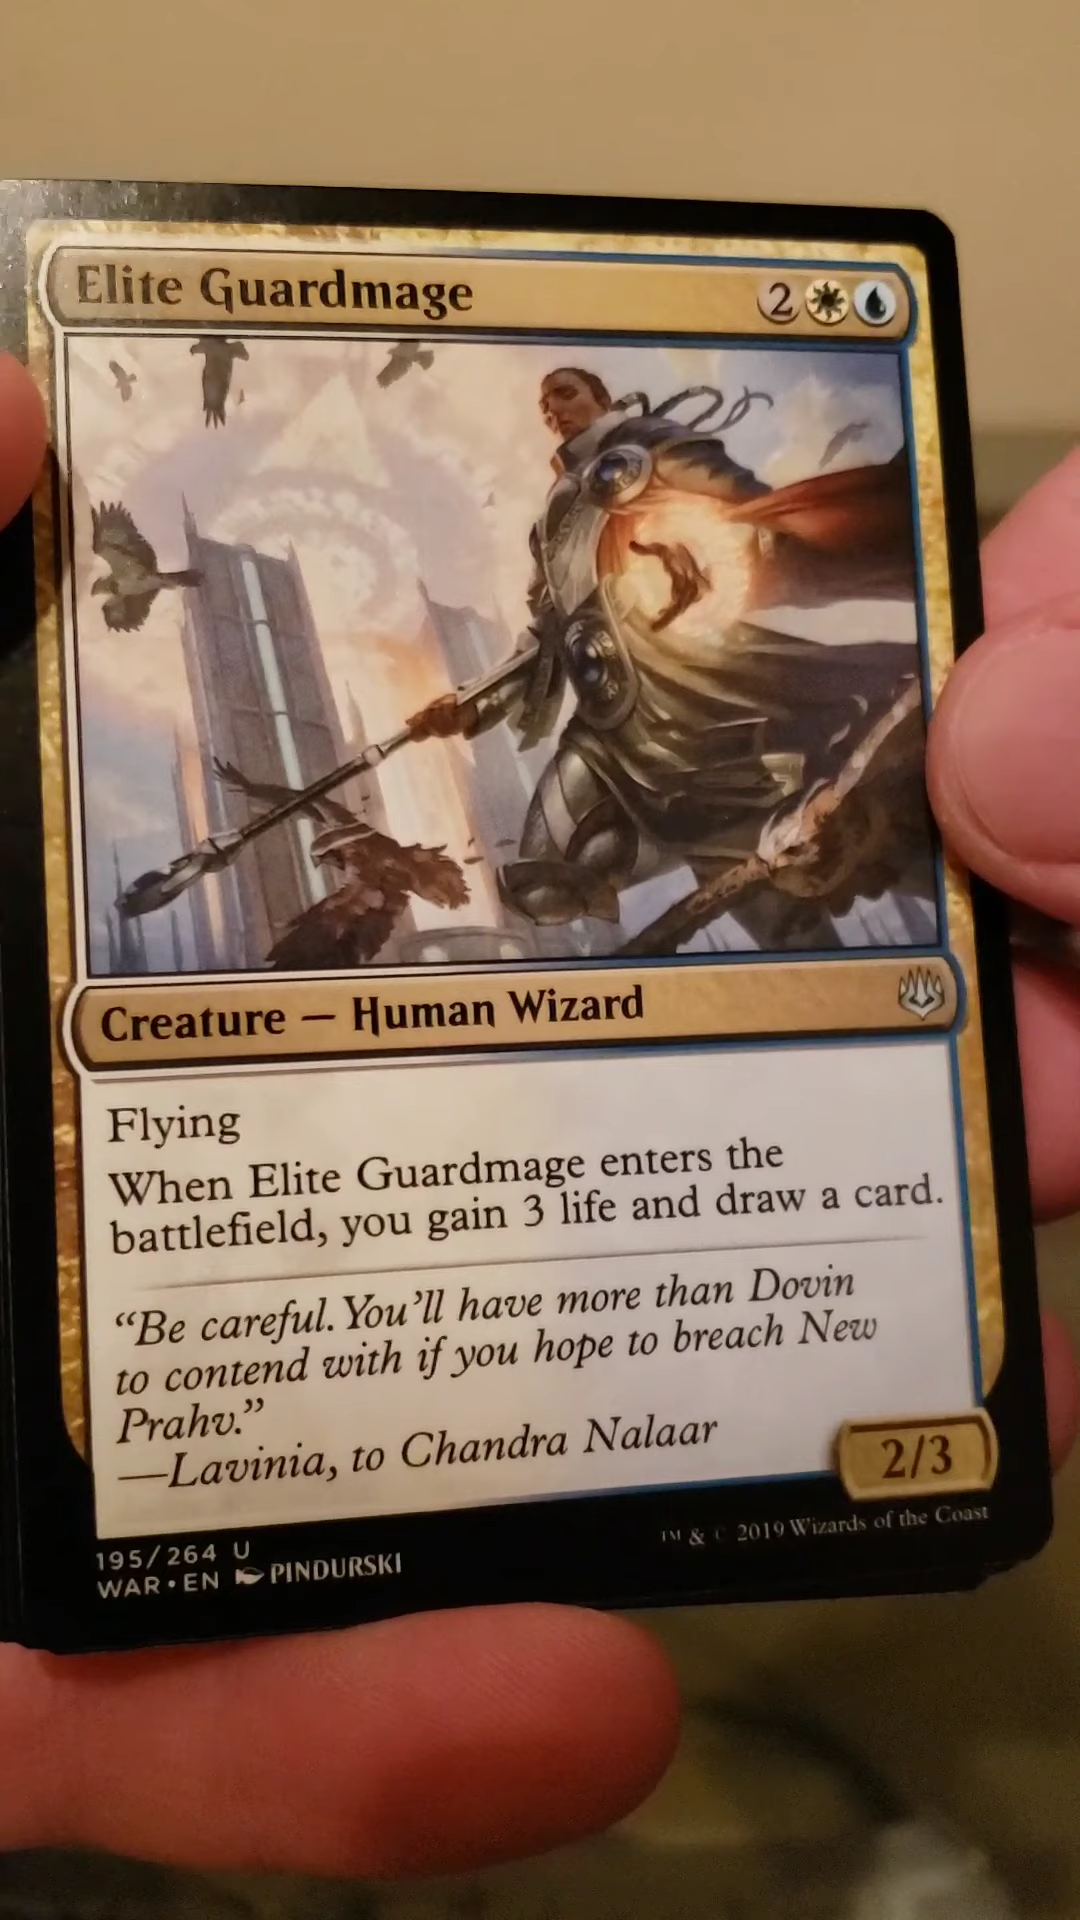 Elite Guardmage 2
Creature — Human Wizard
Flying
When Elite Guardmage enters the
battlefield, you gain 3 life and draw a card.
“Be careful. You’ll have more than Dovin
to contend with if you hope to breach New
Prahv.”
—Lavinia, to Chandra Nalaar
2/3
195/264 U
WAR • EN PINDURSKI
™ & © 2019 Wizards of the Coast